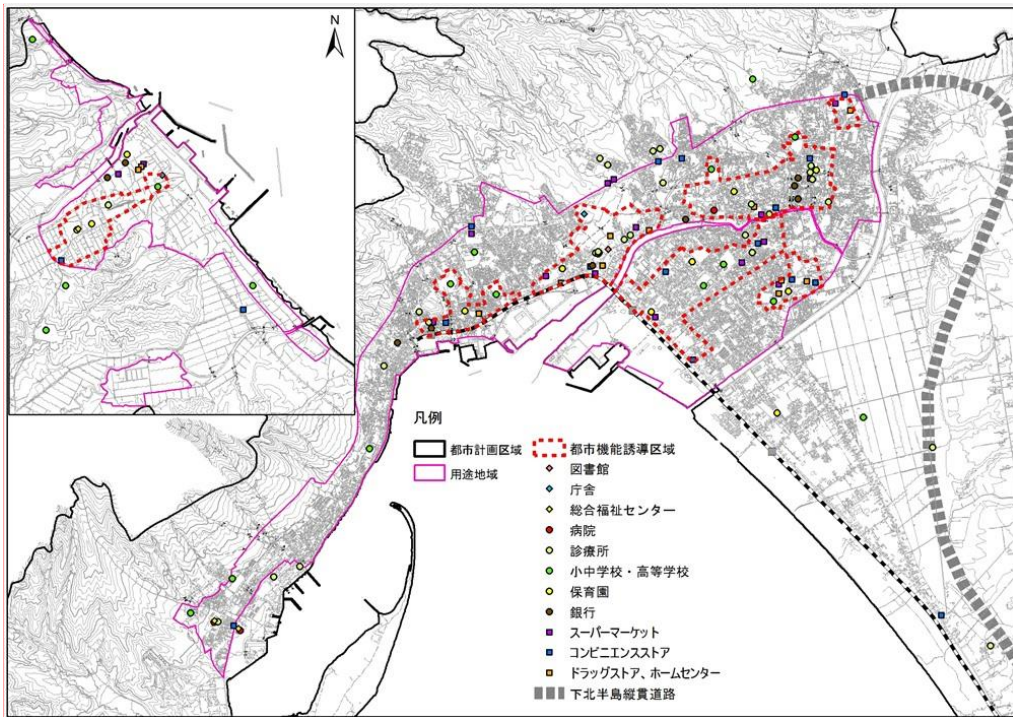 N
凡例
都市計画区域
用途地域
都市機能誘導区域
図書館
庁舎
総合福祉センター
病院
診療所
小中学校・高等学校
保育園
銀行
スーパーマーケット
コンビニエンスストア
ドラッグストア、ホームセンター
下北半島縦貫道路